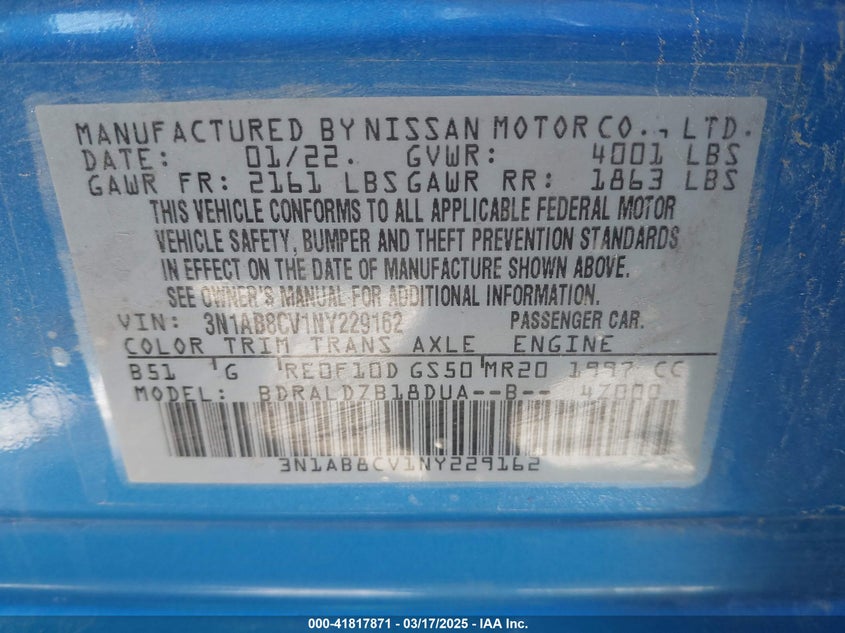 MANUFACTURED BY NISSAN MOTOR CO., LTD.
DATE: 01/22. GVWR: 4001 LBS
GAWR FR: 2161 LBS GAWR RR: 1863 LBS
THIS VEHICLE CONFORMS TO ALL APPLICABLE FEDERAL MOTOR
VEHICLE SAFETY, BUMPER AND THEFT PREVENTION STANDARDS
IN EFFECT ON THE DATE OF MANUFACTURE SHOWN ABOVE.
SEE OWNER'S MANUAL FOR ADDITIONAL INFORMATION.
VIN: 3N1AB8CV1NY229162 PASSENGER CAR.
COLOR TRIM TRANS AXLE ENGINE
B51 'G 'RE0F10D GS50 'MR20 1997 CC
MODEL: BDRALDZB18DUA--B-- 47000
3N1AB8CV1NY229162
000-41817871 - 03/17/2025 - IAA Inc.